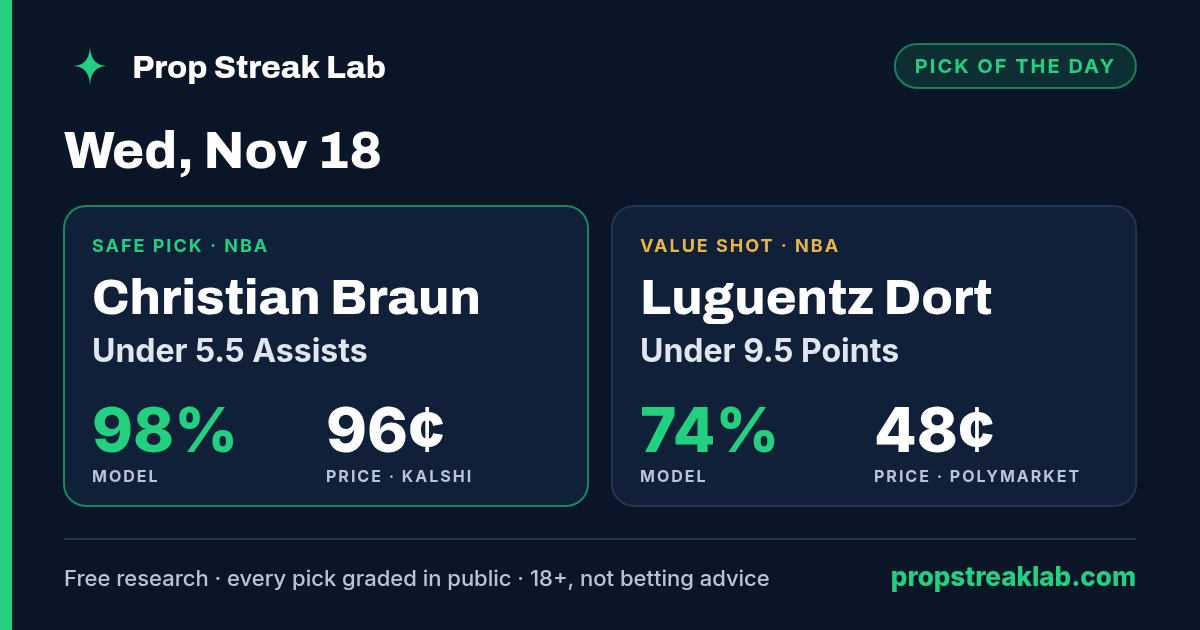 Prop Streak Lab
PICK OF THE DAY
Wed, Nov 18
SAFE PICK · NBA
Christian Braun
Under 5.5 Assists
98%
96¢
MODEL
PRICE · KALSHI
VALUE SHOT · NBA
Luguentz Dort
Under 9.5 Points
74%
48¢
MODEL
PRICE · POLYMARKET
Free research · every pick graded in public · 18+, not betting advice
propstreaklab.com